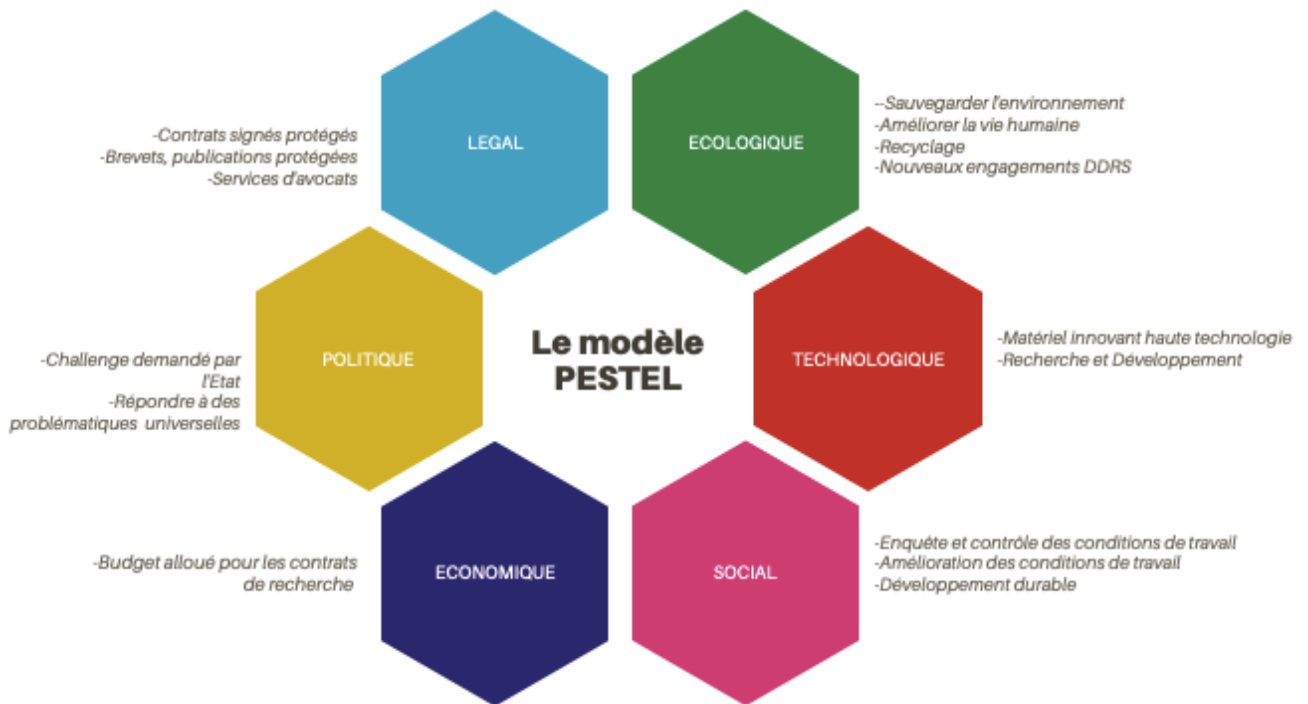 LEGAL
-Contrats signés protégés
-Brevets, publications protégées
-Services d'avocats
ECOLOGIQUE
--Sauvegarder l'environnement
-Améliorer la vie humaine
-Recyclage
-Nouveaux engagements DDRS
POLITIQUE
-Challenge demandé par
l'Etat
-Répondre à des
problématiques universelles
Le modèle
PESTEL
TECHNOLOGIQUE
-Matériel innovant haute technologie
-Recherche et Développement
ECONOMIQUE
-Budget alloué pour les contrats
de recherche
SOCIAL
-Enquête et contrôle des conditions de travail
-Amélioration des conditions de travail
-Développement durable